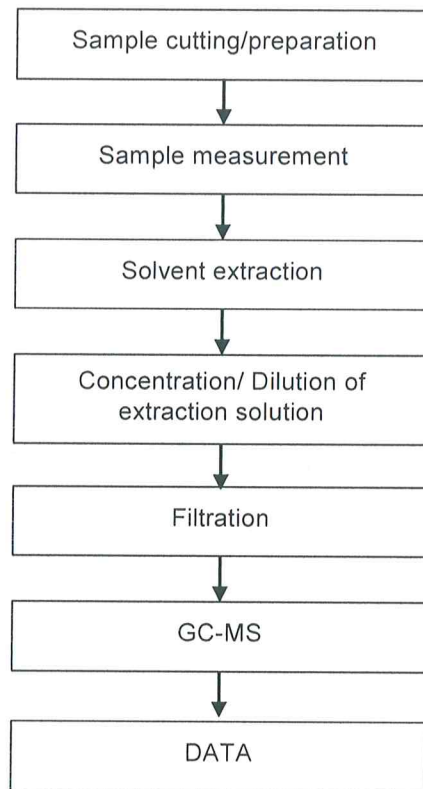 Sample cutting/preparation
Sample measurement
Solvent extraction
Concentration/ Dilution of
extraction solution
Filtration
GC-MS
DATA